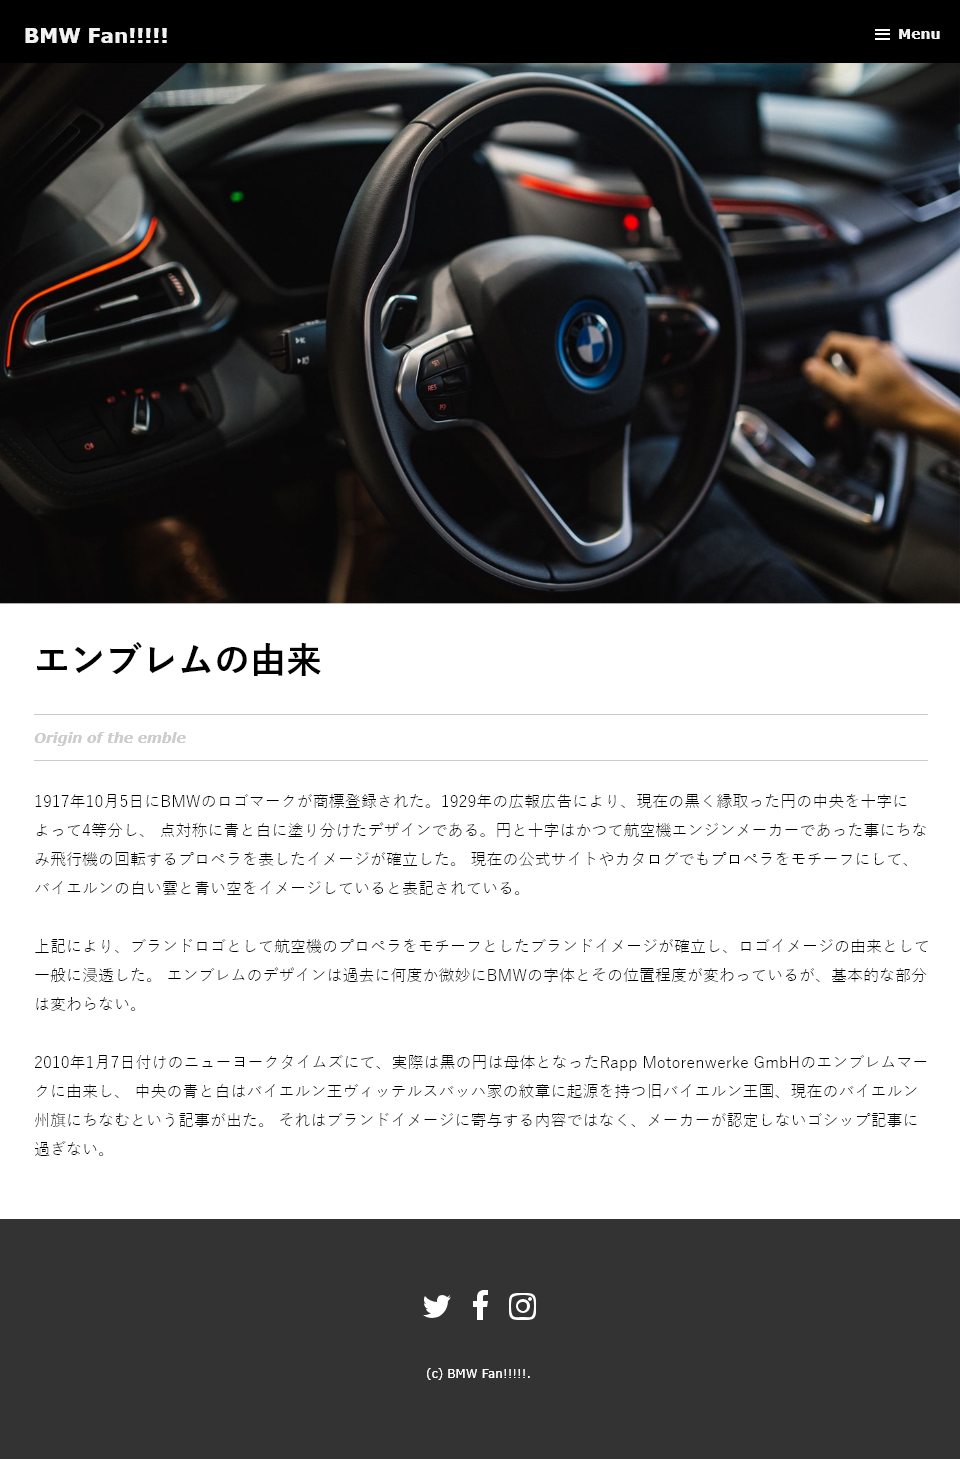 BMW Fan!!!!!
Menu
RES
エンブレムの由来
Origin of the emble
1917年10月5日にBMWのロゴマークが商標登録された。1929年の広報広告により、現在の黒く縁取った円の中央を十字に
よって4等分し、 点対称に青と白に塗り分けたデザインである。円と十字はかつて航空機エンジンメーカーであった事にちな
み飛行機の回転するプロペラを表したイメージが確立した。 現在の公式サイトやカタログでもプロペラをモチーフにして、
バイエルンの白い雲と青い空をイメージしていると表記されている。
上記により、ブランドロゴとして航空機のプロペラをモチーフとしたブランドイメージが確立し、ロゴイメージの由来として
一般に浸透した。 エンブレムのデザインは過去に何度か微妙にBMWの字体とその位置程度が変わっているが、基本的な部分
は変わらない。
2010年1月7日付けのニューヨークタイムズにて、実際は黒の円は母体となったRapp Motorenwerke GmbHのエンブレムマー
クに由来し、 中央の青と白はバイエルン王ヴィッテルスバッハ家の紋章に起源を持つ旧バイエルン王国、現在のバイエルン
州旗にちなむという記事が出た。 それはブランドイメージに寄与する内容ではなく、メーカーが認定しないゴシップ記事に
過ぎない。
(c) BMW Fan!!!!!.